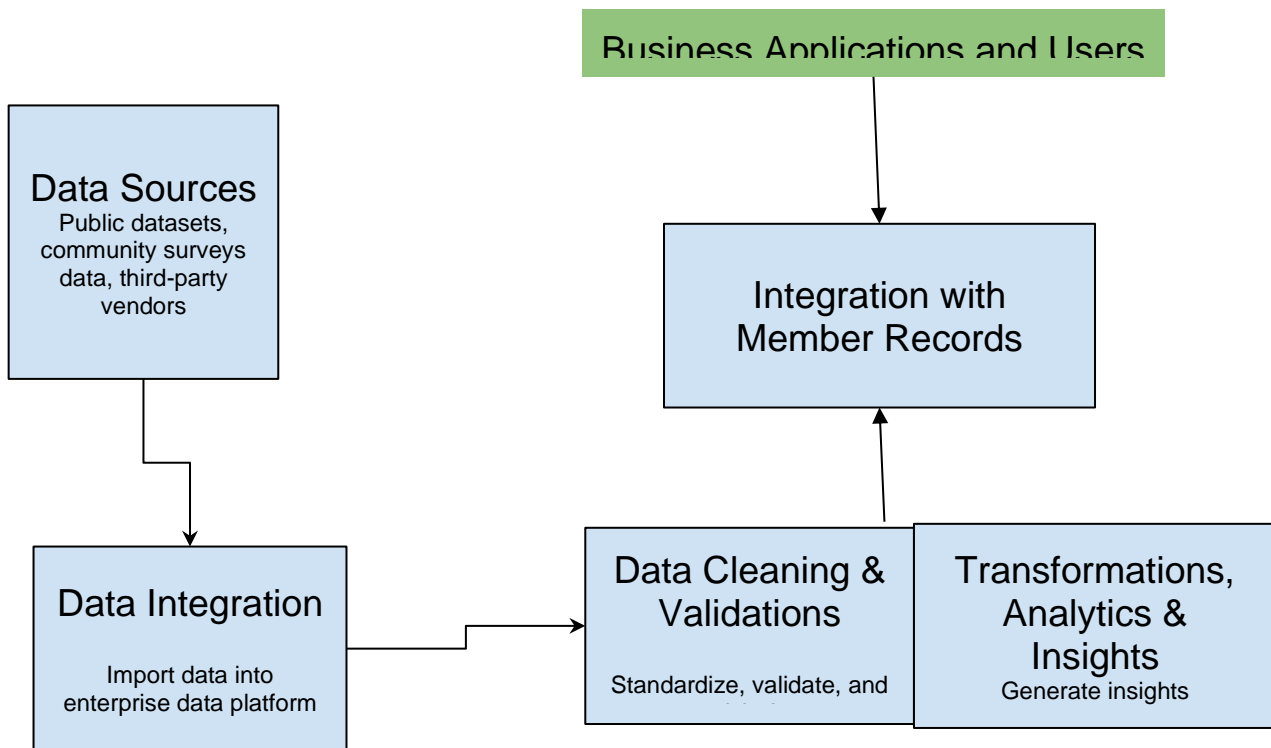 Business Applications and Users
Data Sources
Public datasets,
community surveys
data, third-party
vendors
Integration with
Member Records
Data Integration
Import data into
enterprise data platform
Data Cleaning &
Validations
Standardize, validate, and
Transformations,
Analytics &
Insights
Generate insights